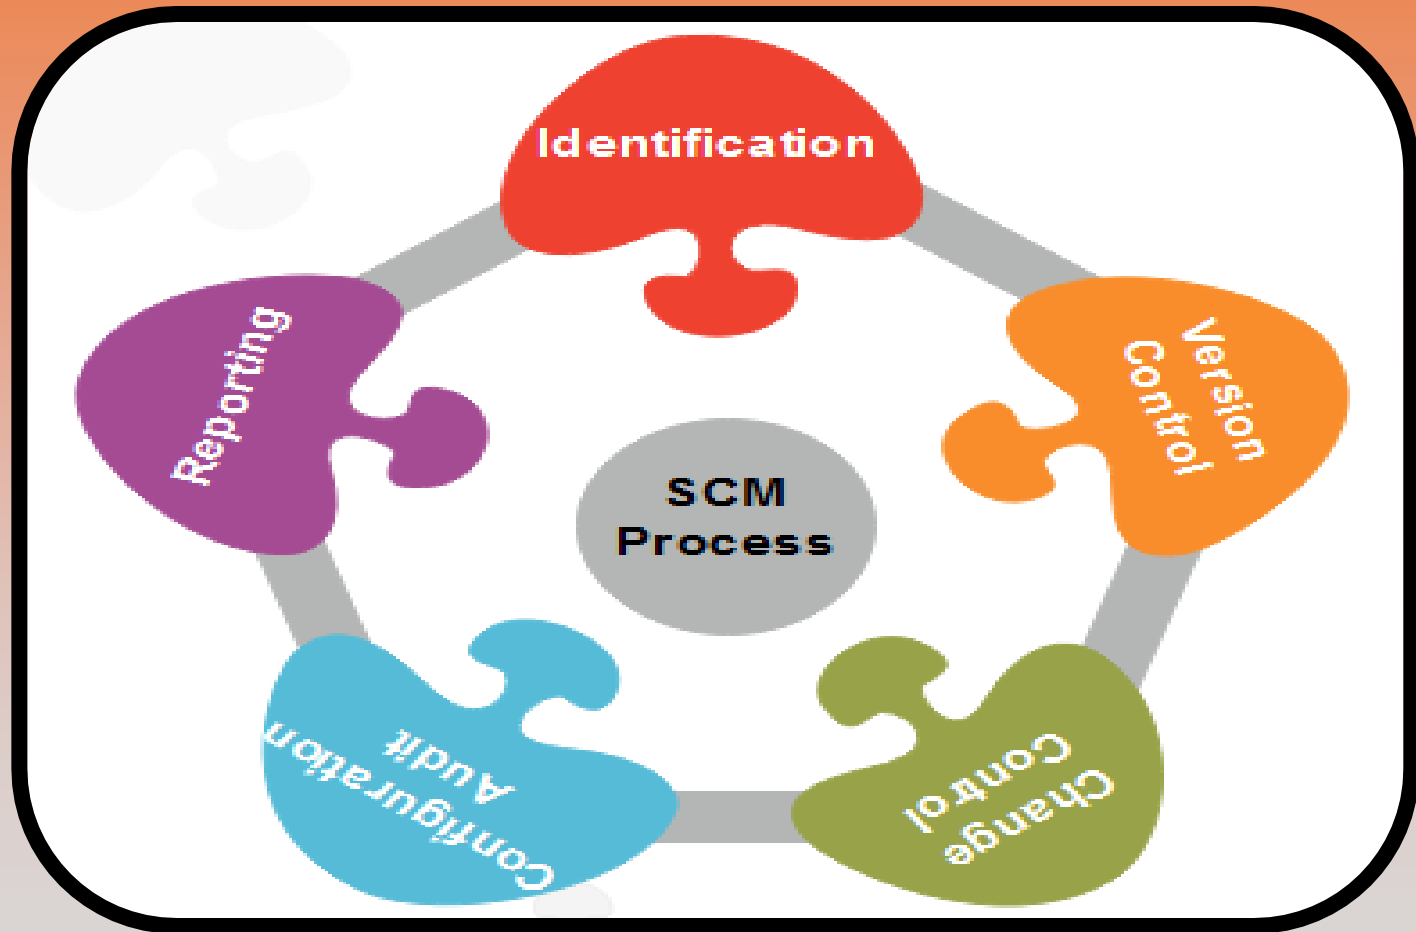 Identification
Version
Control
Change
Control
Configuration
Audit
Reporting
SCM
Process